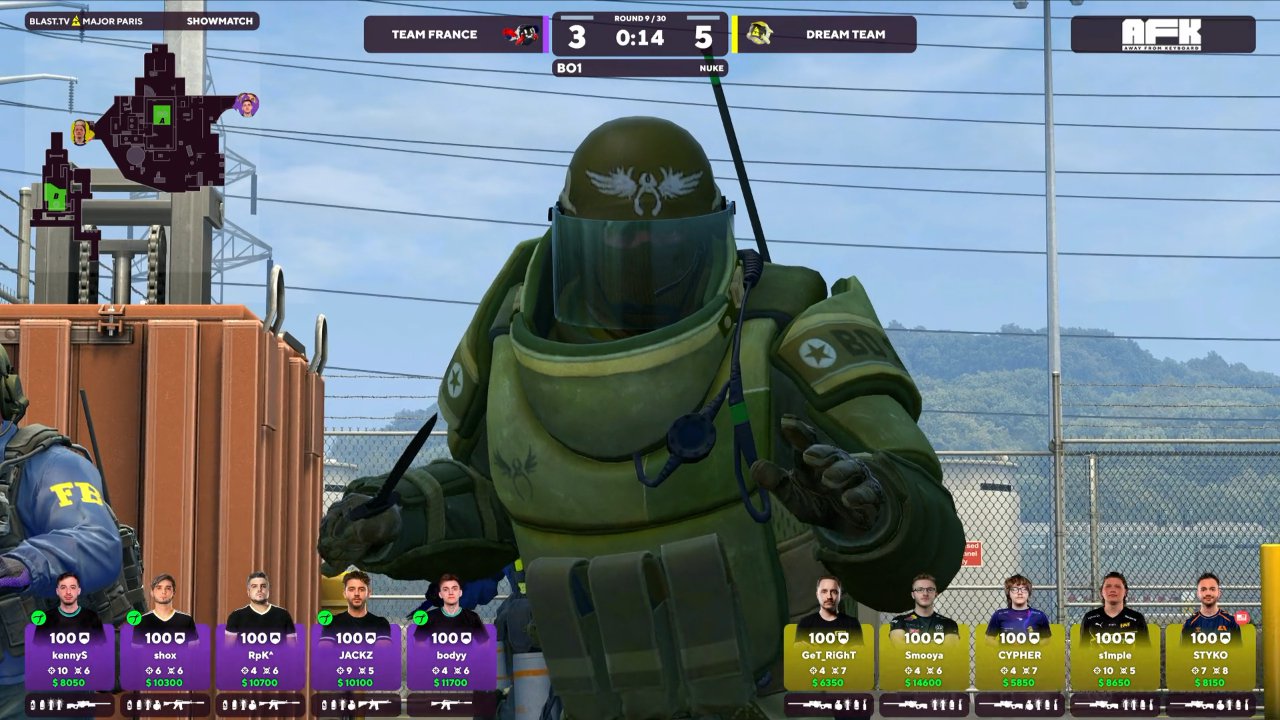 BLAST.TV MAJOR PARIS SHOWMATCH
TEAM FRANCE 3 ROUND 9 / 30 0:14 5 DREAM TEAM
BO1 NUKE
AFK
AWAY FROM KEYBOARD
A
B
FB
100 100 100 100 100 100 100 100 100 100
kennyS shox RpK^ JACKZ bodyy GeT_RiGhT Smooya CYPHER s1mple STYKO
10 6 6 6 4 6 9 5 4 6 4 7 4 6 4 7 10 5 7 8
$8050 $10300 $10700 $10100 $11700 $6350 $14600 $5850 $8650 $8150